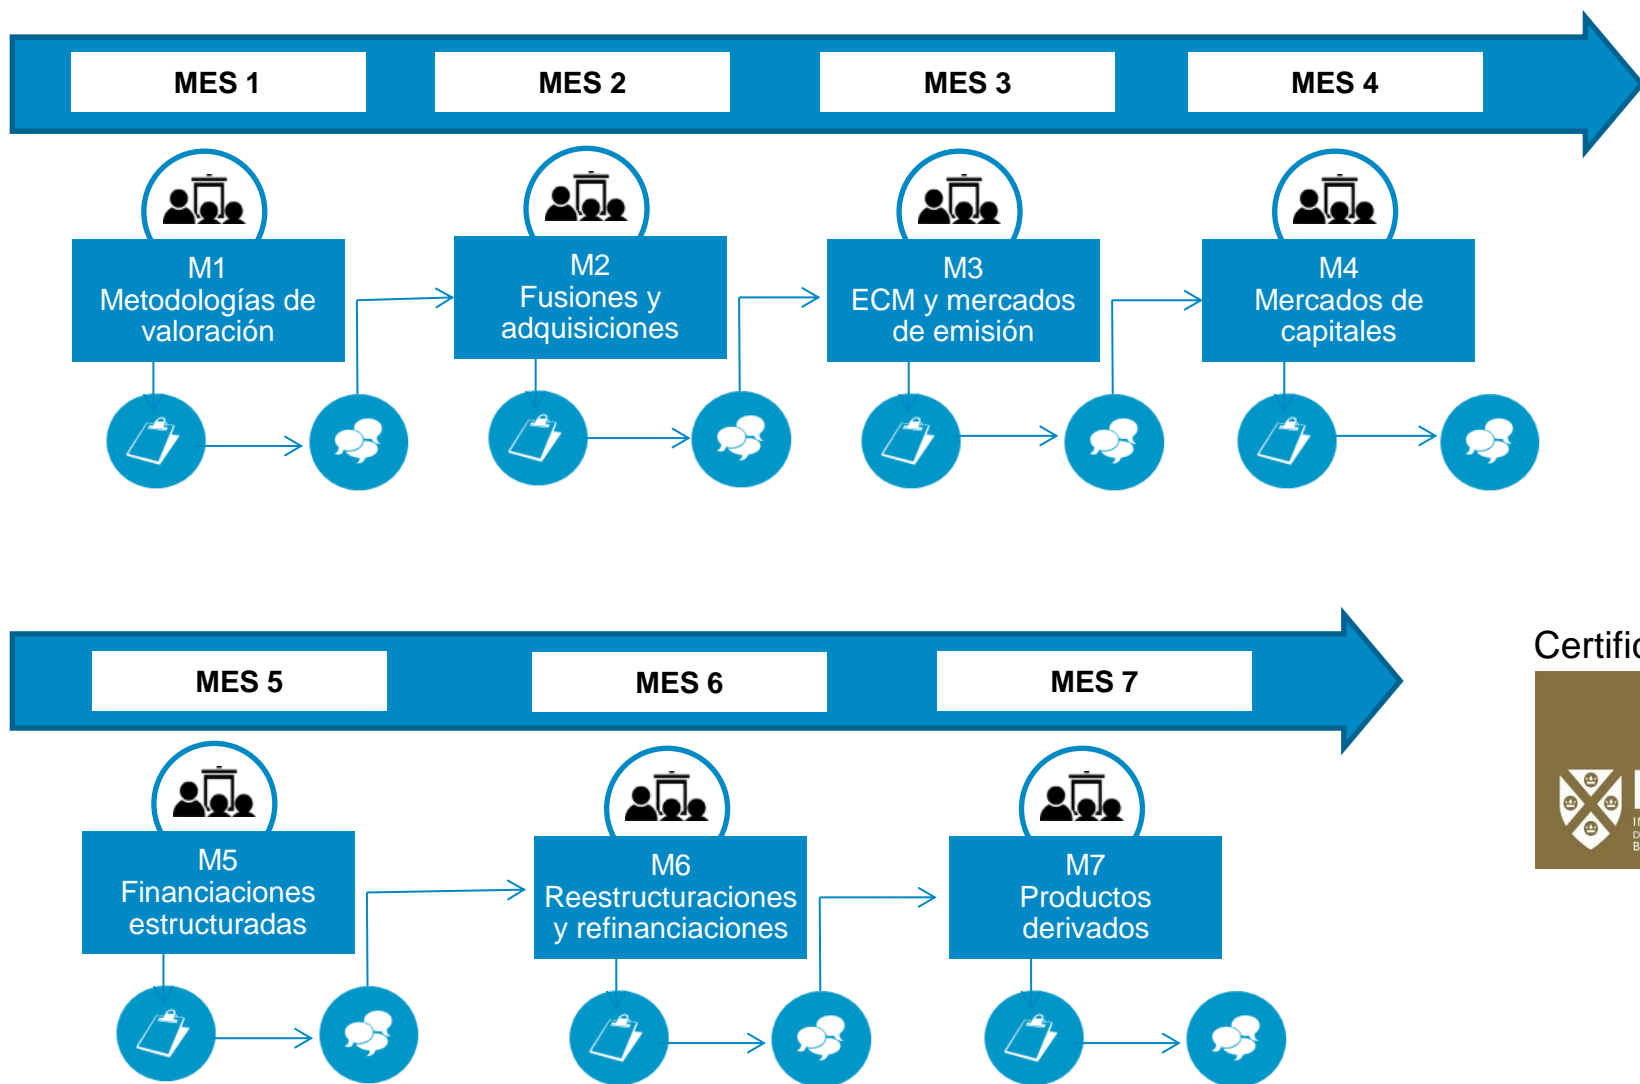 MES 1
MES 2
MES 3
MES 4
M1
Metodologías de
valoración
M2
Fusiones y
adquisiciones
M3
ECM y mercados
de emisión
M4
Mercados de
capitales
MES 5
MES 6
MES 7
M5
Financiaciones
estructuradas
M6
Reestructuraciones
y refinanciaciones
M7
Productos
derivados